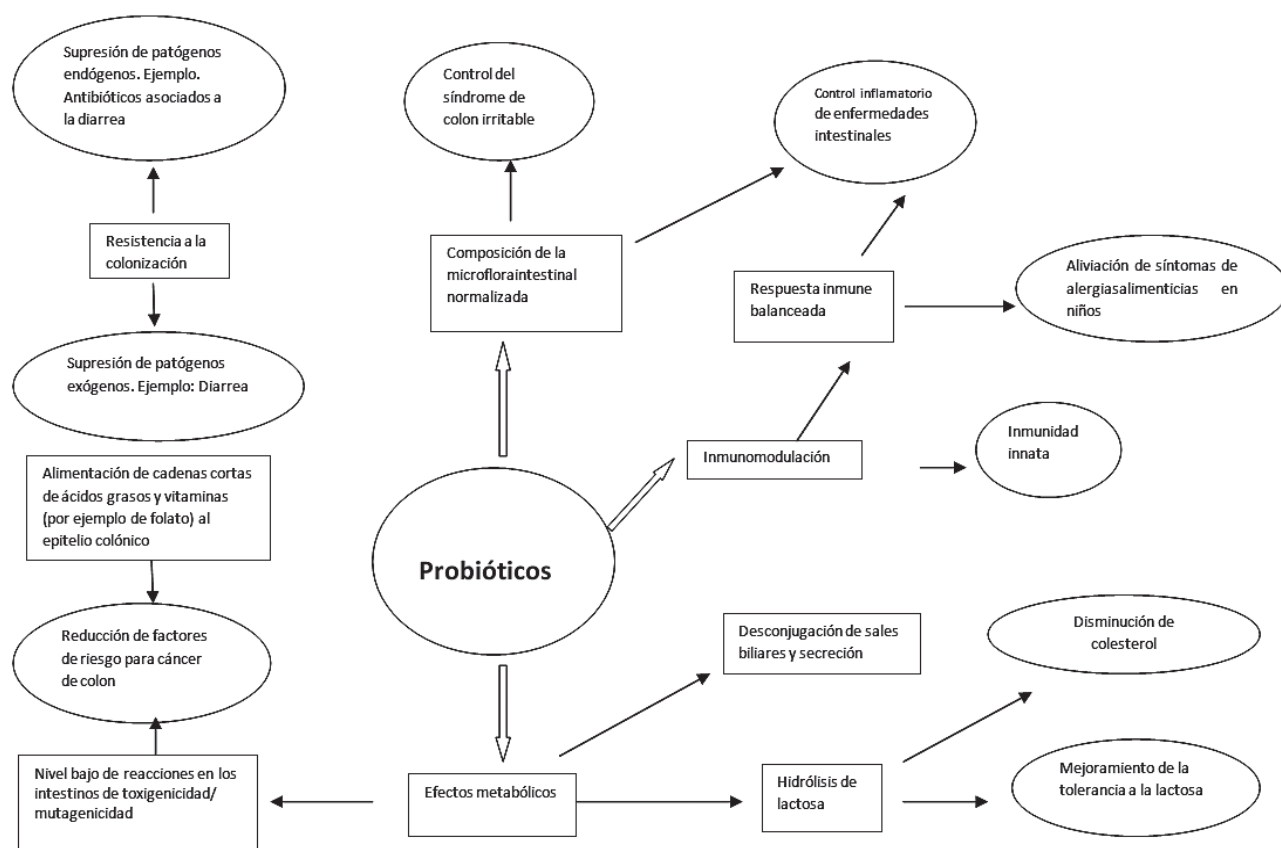 Supresión de patógenos
endógenos. Ejemplo.
Antibióticos asociados a
la diarrea
Control del
síndrome de
colon irritable
Control inflamatorio
de enfermedades
intestinales
Resistencia a la
colonización
Composición de la
microfloraintestinal
normalizada
Respuesta inmune
balanceada
Aliviación de síntomas de
alergiasalimenticias en
niños
Supresión de patógenos
exógenos. Ejemplo: Diarrea
Inmunomodulación
Inmunidad
innata
Alimentación de cadenas cortas
de ácidos grasos y vitaminas
(por ejemplo de folato) al
epitelio colónico
Probióticos
Reducción de factores
de riesgo para cáncer
de colon
Desconjugación de sales
biliares y secreción
Disminución de
colesterol
Nivel bajo de reacciones en los
intestinos de toxigenicidad/
mutagenicidad
Efectos metabólicos
Hidrólisis de
lactosa
Mejoramiento de la
tolerancia a la lactosa